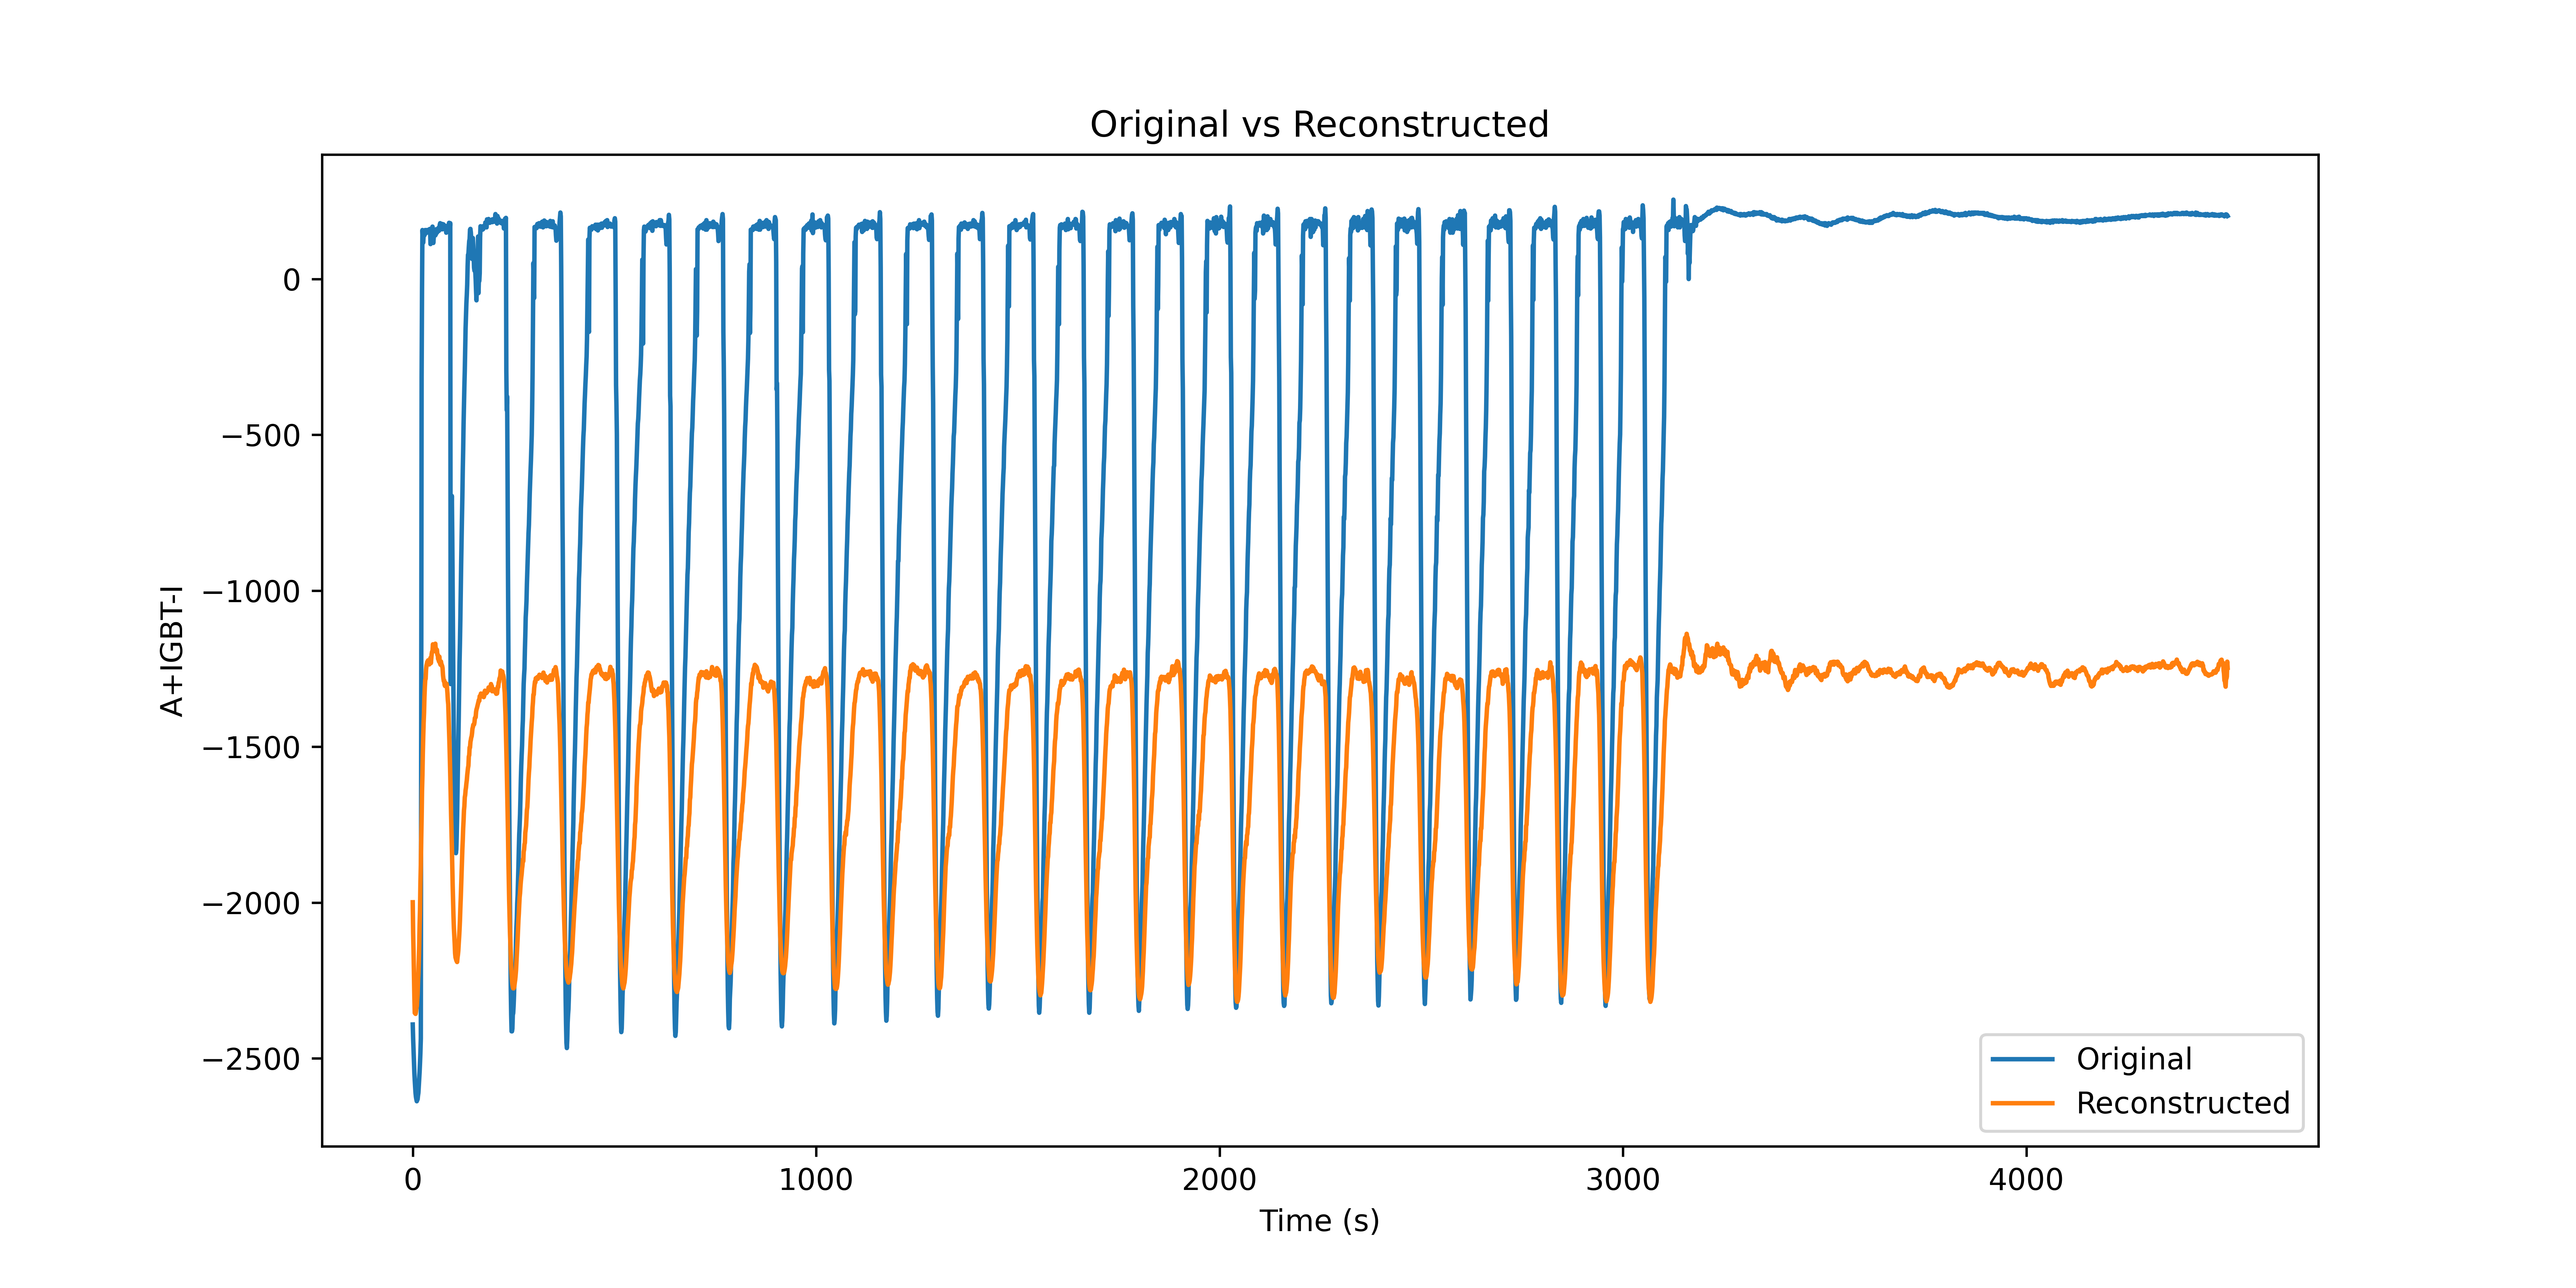 Original vs Reconstructed
A+IGBT-I
0
−500
−1000
−1500
−2000
−2500
0
1000
2000
3000
4000
Time (s)
Original
Reconstructed